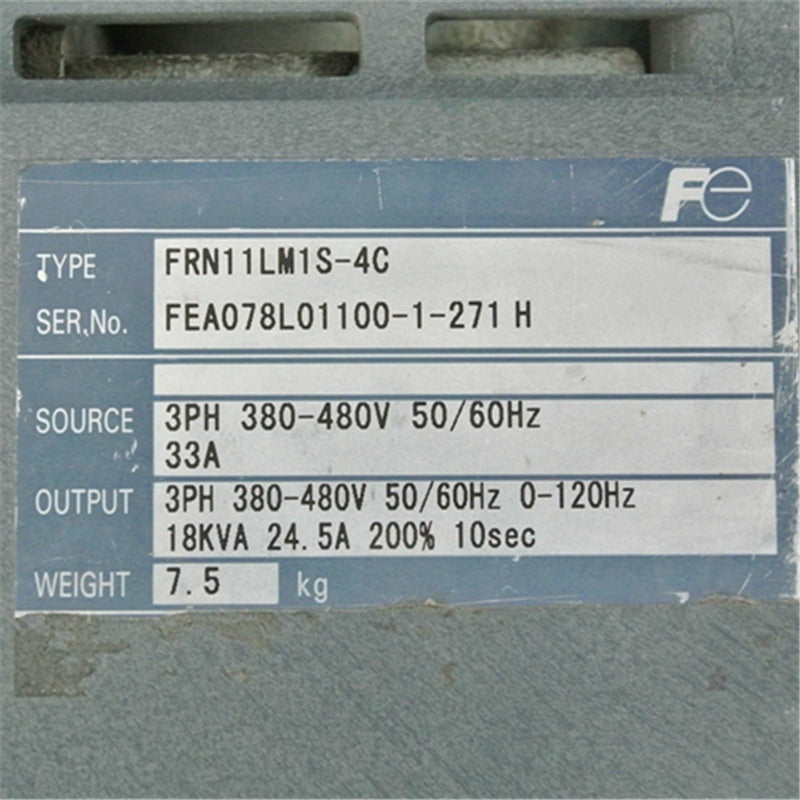 Fe
TYPE FRN11LM1S-4C
SER.No. FEA078L01100-1-271 H
SOURCE 3PH 380-480V 50/60Hz
33A
OUTPUT 3PH 380-480V 50/60Hz 0-120Hz
18KVA 24.5A 200% 10sec
WEIGHT 7.5 kg